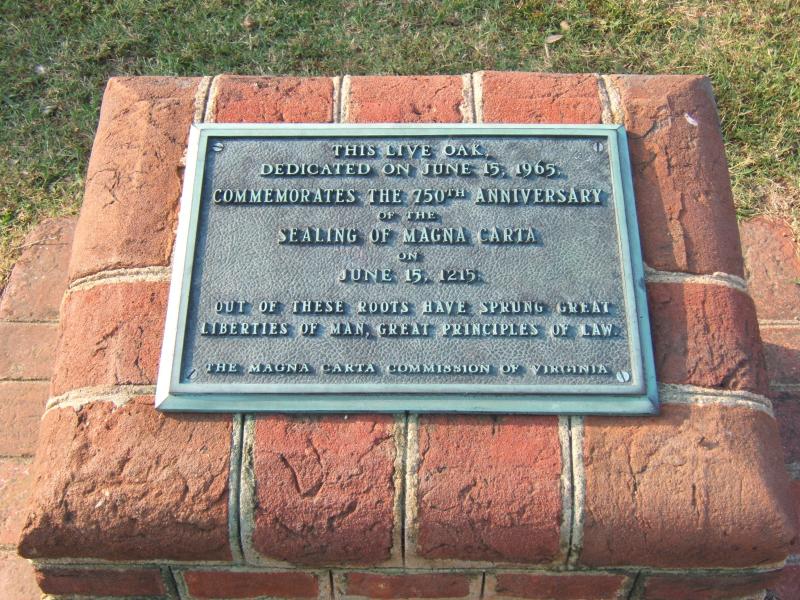 THIS LIVE OAK,
DEDICATED ON JUNE 15, 1965,
COMMEMORATES THE 750TH ANNIVERSARY
OF THE
SEALING OF MAGNA CARTA
ON
JUNE 15, 1215.
OUT OF THESE ROOTS HAVE SPRUNG GREAT
LIBERTIES OF MAN, GREAT PRINCIPLES OF LAW.
THE MAGNA CARTA COMMISSION OF VIRGINIA